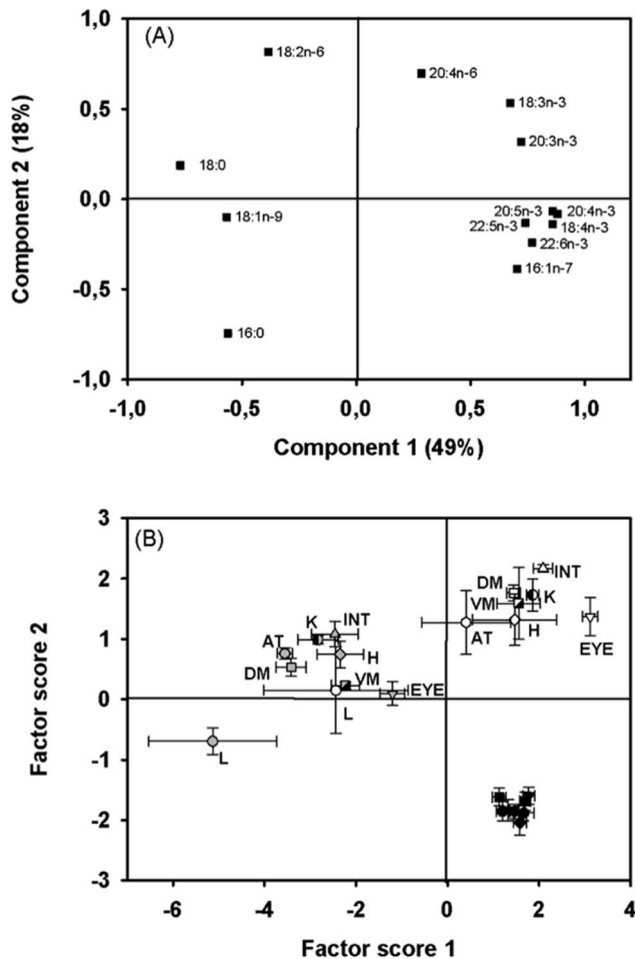 (A)
1,0
18:2n-6
20:4n-6
18:3n-3
0,5
20:3n-3
18:0
0,0
20:5n-3 20:4n-3
18:1n-9
22:5n-3 18:4n-3
22:6n-3
-0,5
16:1n-7
16:0
-1,0
-1,0 -0,5 0,0 0,5 1,0
Component 2 (18%)
Component 1 (49%)
(B)
3
INT
2
DM
K
INT
VM
K
AT
H
AT
H
EYE
1
DM
VM
EYE
0
L
L
-1
-2
-3
-6 -4 -2 0 2 4
Factor score 2
Factor score 1